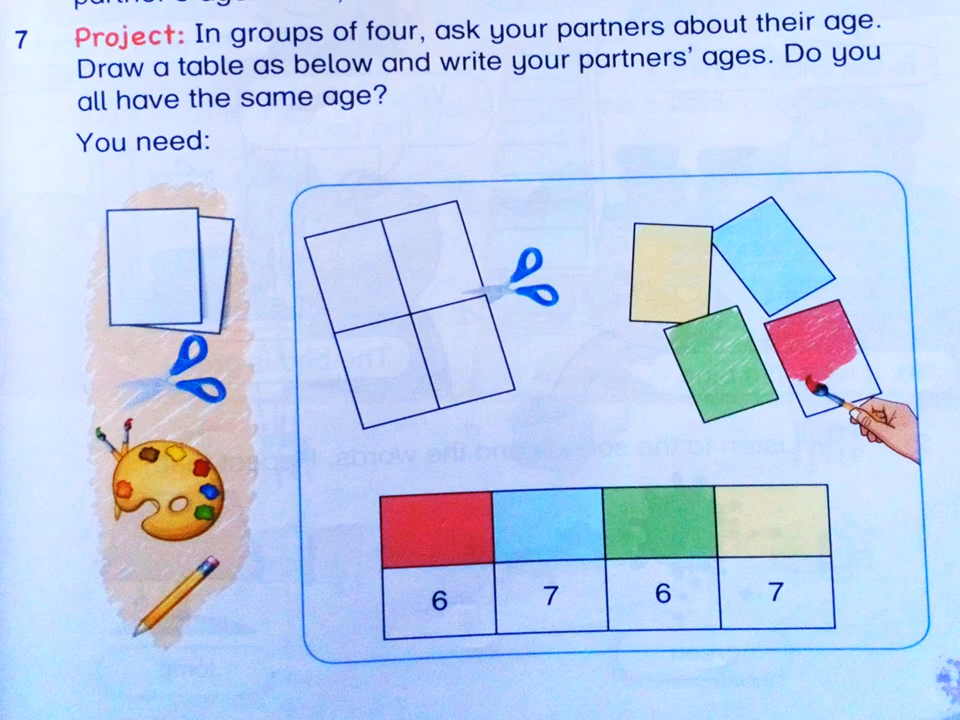 7 Project: In groups of four, ask your partners about their age.
Draw a table as below and write your partners' ages. Do you
all have the same age?
You need:
6 7 6 7